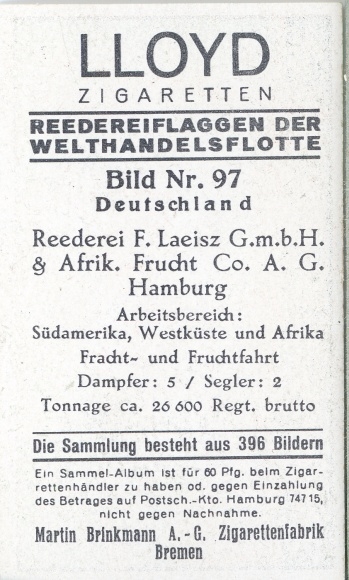 LLOYD
ZIGARETTEN
REEDEREIFLAGGEN DER
WELTHANDELSFLOTTE
Bild Nr. 97
Deutschland
Reederei F. Laeisz G.m.b.H.
& Afrik. Frucht Co. A. G.
Hamburg
Arbeitsbereich:
Südamerika, Westküste und Afrika
Fracht- und Fruchtfahrt
Dampfer: 5 / Segler: 2
Tonnage ca. 26 600 Regt. brutto
Die Sammlung besteht aus 396 Bildern
Ein Sammel-Album ist für 60 Pfg. beim Zigar-
rettenhändler zu haben od. gegen Einzahlung
des Betrages auf Postsch.-Kto. Hamburg 74715,
nicht gegen Nachnahme.
Martin Brinkmann A.-G. Zigarettenfabrik
Bremen